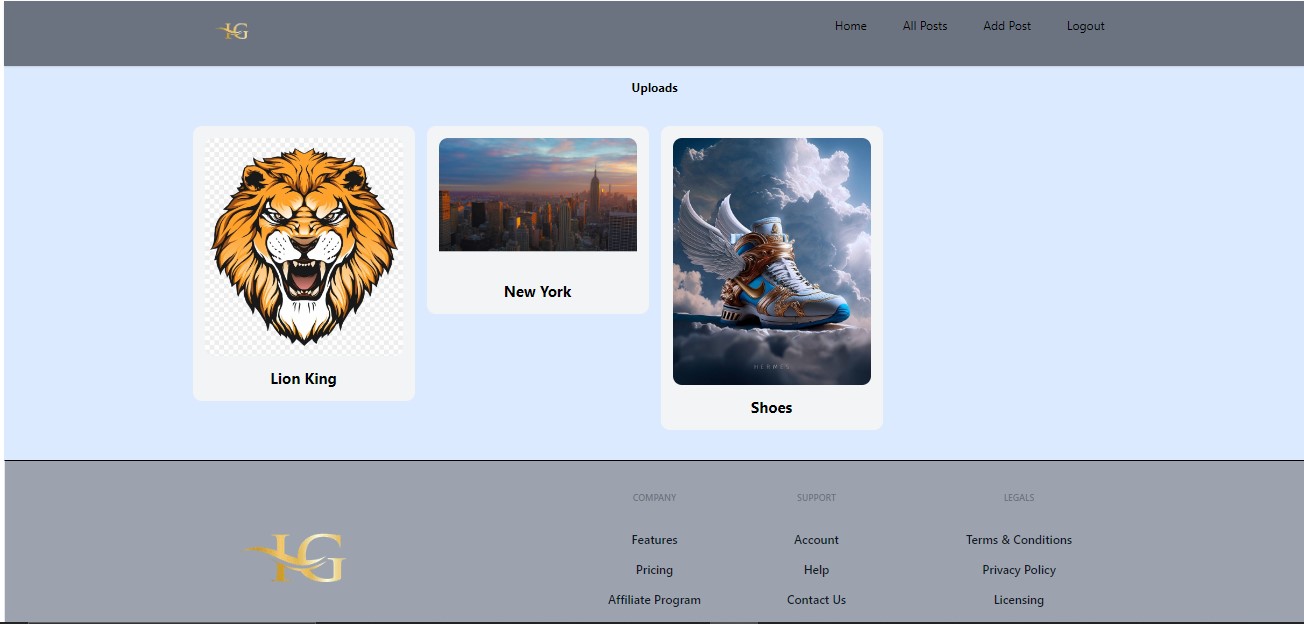 IG
Home All Posts Add Post Logout
Uploads
Lion King
New York
HERMES
Shoes
COMPANY SUPPORT LEGALS
IG
Features Account Terms & Conditions
Pricing Help Privacy Policy
Affiliate Program Contact Us Licensing